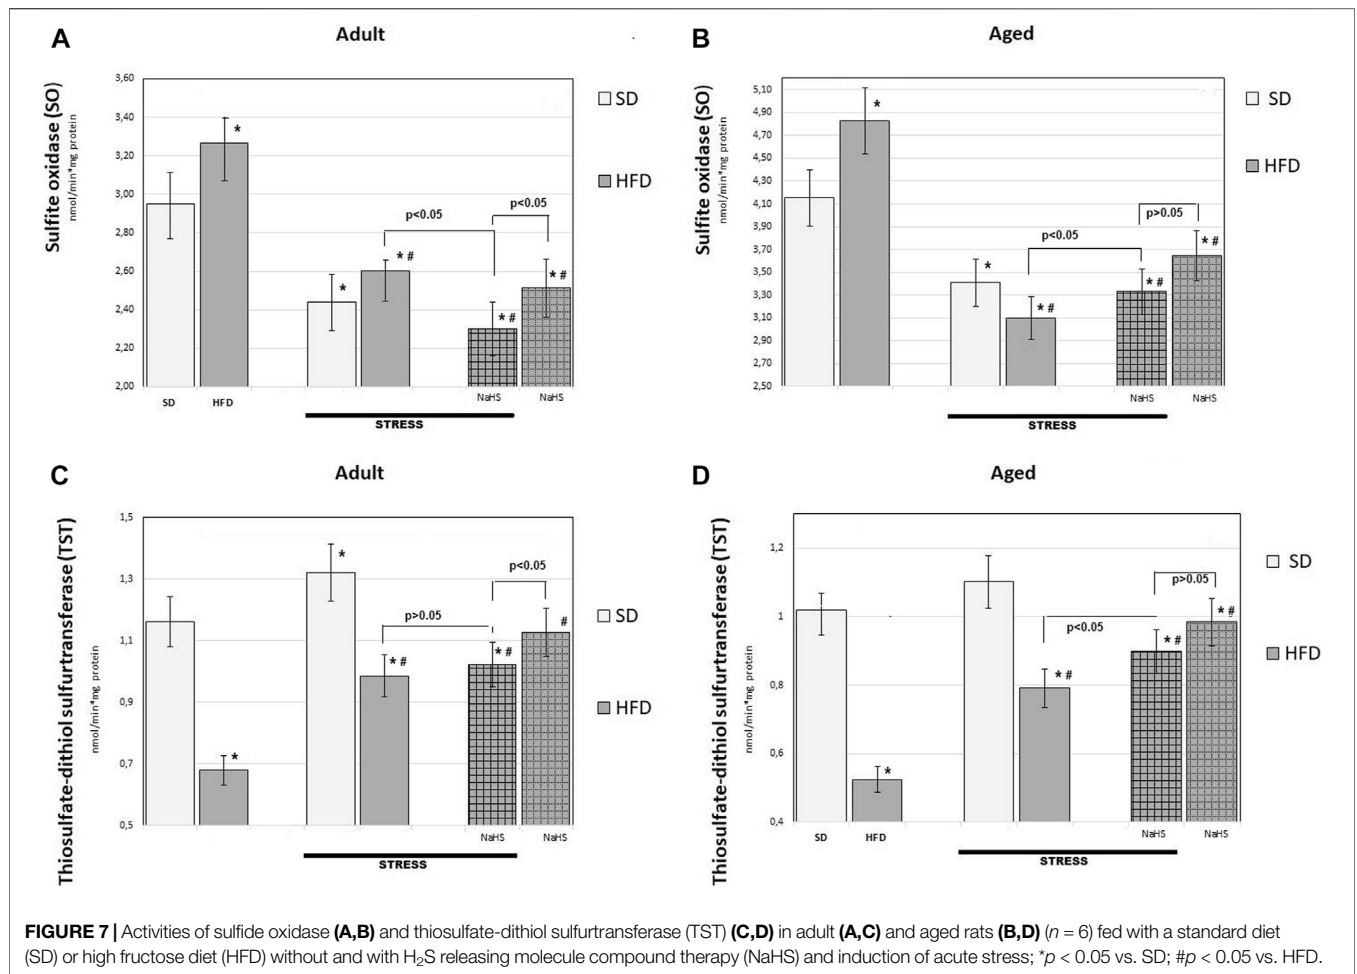 A
Adult
Sulfite oxidase (SO)
nmol/min*mg protein
3,60
3,40
3,20
3,00
2,80
2,60
2,40
2,20
2,00
*
*
* #
* #
* #
p<0.05
p<0.05
SD
HFD
NaHS
NaHS
STRESS
SD
HFD
B
Aged
Sulfite oxidase (SO)
nmol/min*mg protein
5,10
4,90
4,70
4,50
4,30
4,10
3,90
3,70
3,50
3,30
3,10
2,90
2,70
2,50
*
*
* #
* #
* #
p<0.05
p>0.05
NaHS
NaHS
STRESS
SD
HFD
C
Adult
Thiosulfate-dithiol sulfurtransferase (TST)
nmol/min*mg protein
1,5
1,3
1,1
0,9
0,7
0,5
*
*
* #
* #
#
p>0.05
p<0.05
NaHS
NaHS
STRESS
SD
HFD
D
Aged
Thiosulfate-dithiol sulfurtransferase (TST)
nmol/min*mg protein
1,2
1
0,8
0,6
0,4
*
* #
* #
* #
p<0.05
p>0.05
SD
HFD
NaHS
NaHS
STRESS
SD
HFD
FIGURE 7 | Activities of sulfide oxidase (A,B) and thiosulfate-dithiol sulfurtransferase (TST) (C,D) in adult (A,C) and aged rats (B,D) (n = 6) fed with a standard diet
(SD) or high fructose diet (HFD) without and with H₂S releasing molecule compound therapy (NaHS) and induction of acute stress; *p < 0.05 vs. SD; #p < 0.05 vs. HFD.